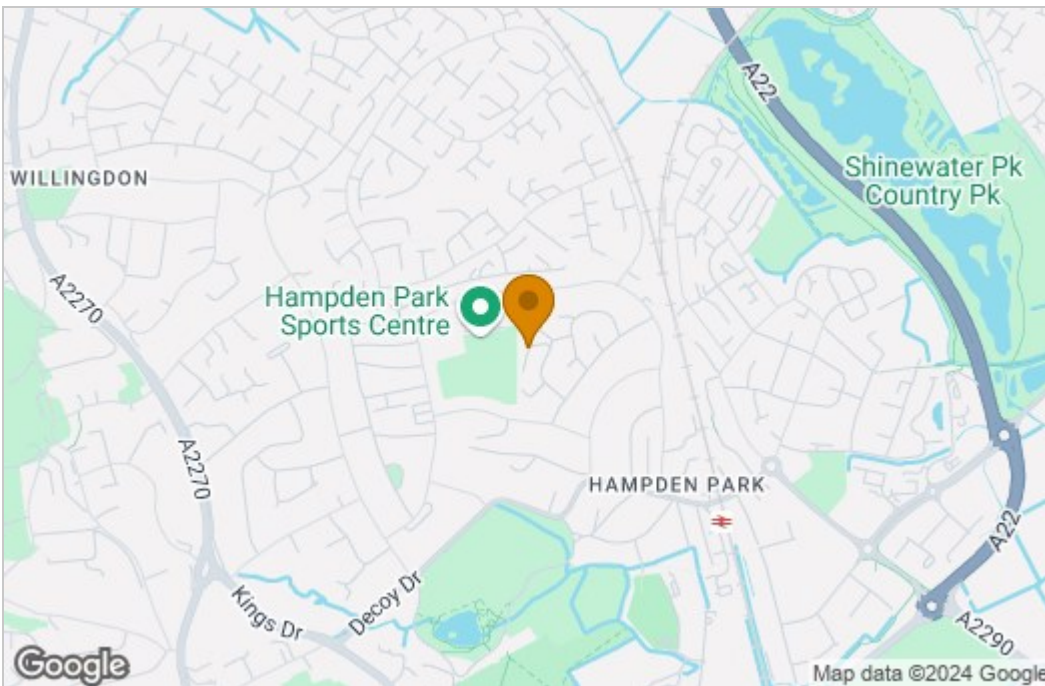 A22
Shinewater Pk
Country Pk
WILLINGDON
A2270
Hampden Park
Sports Centre
A2270
HAMPDEN PARK
A22
Decoy Dr
Kings Dr
A2290
Google
Map data ©2024 Google